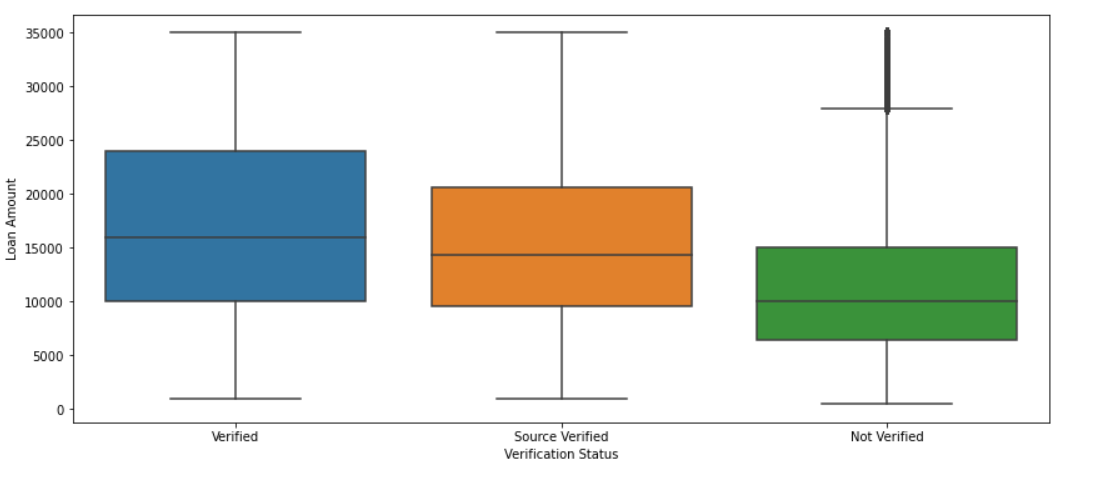 35000
30000
25000
20000
15000
10000
5000
0
Loan Amount
Verified
Source Verified
Not Verified
Verification Status